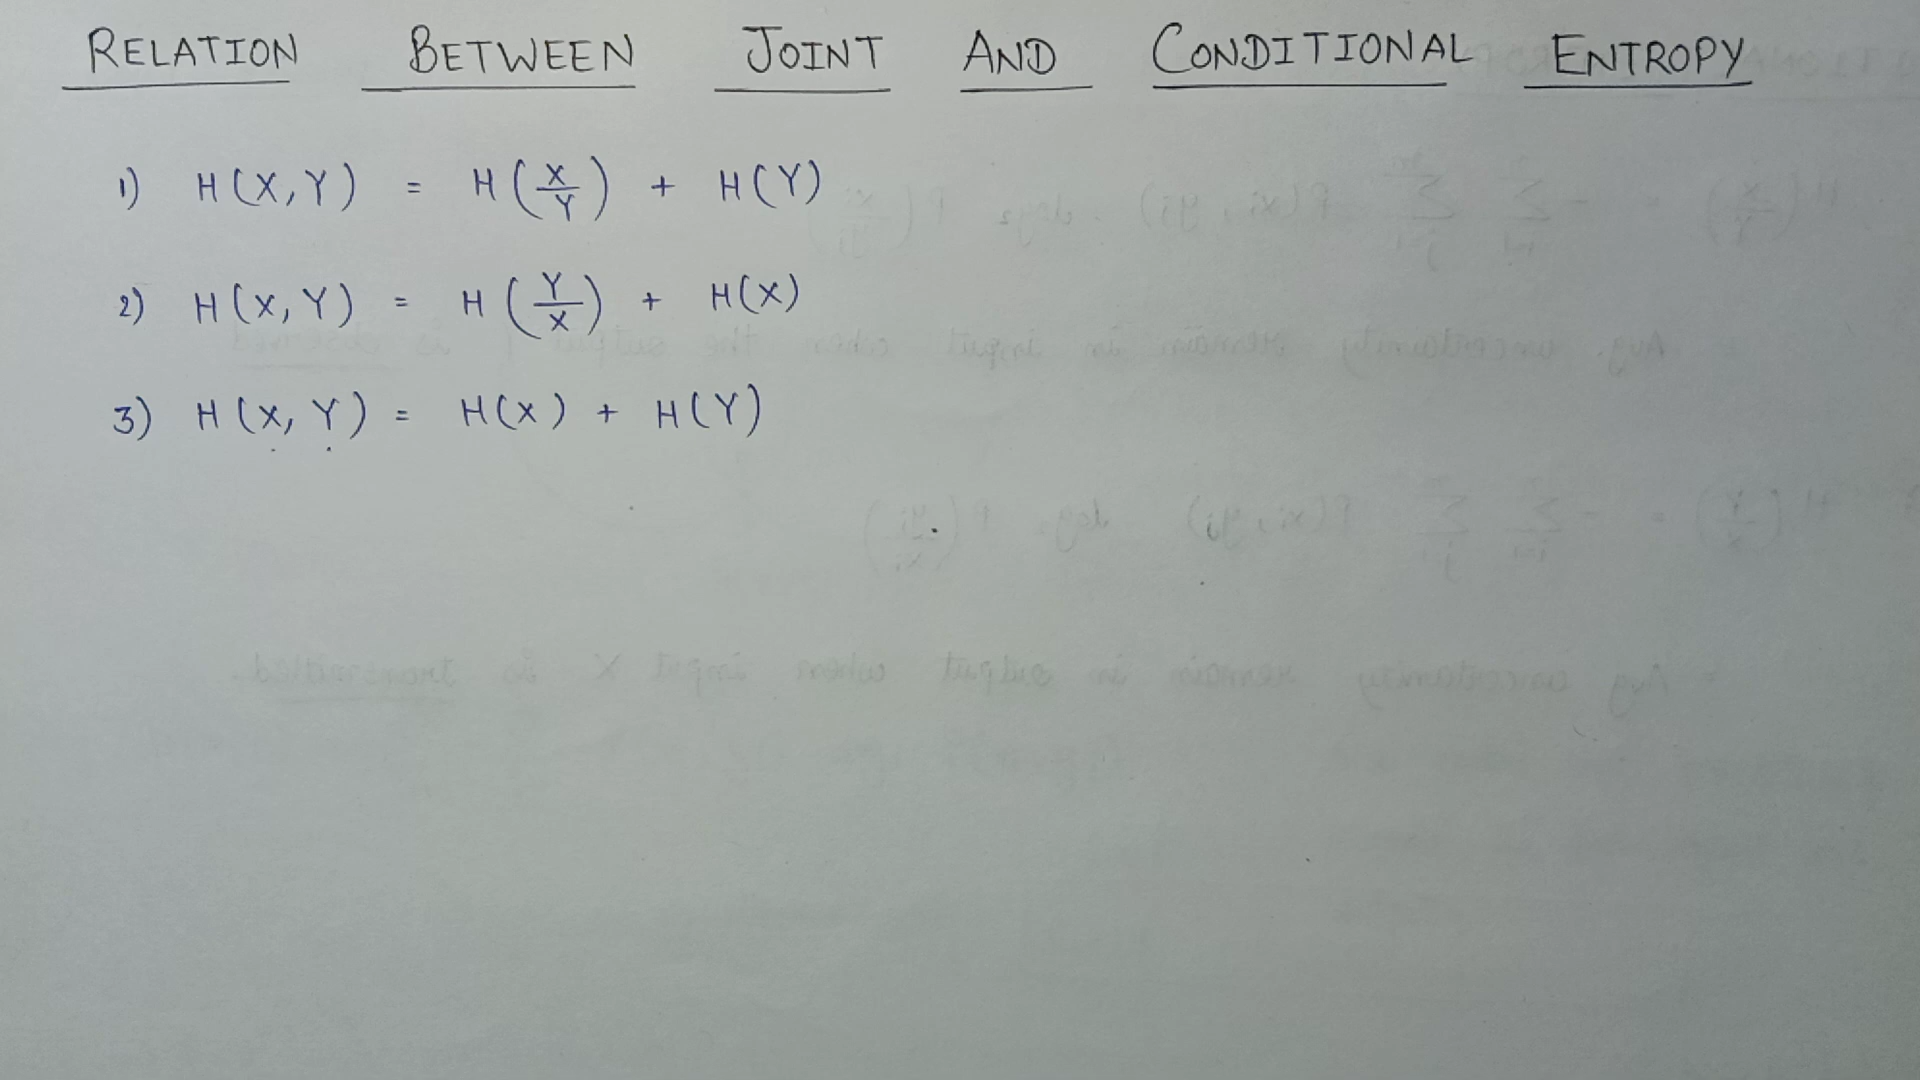 RELATION BETWEEN JOINT AND CONDITIONAL ENTROPY
1) H(X,Y) = H(X/Y) + H(Y)
2) H(X,Y) = H(Y/X) + H(X)
3) H(X,Y) = H(X) + H(Y)